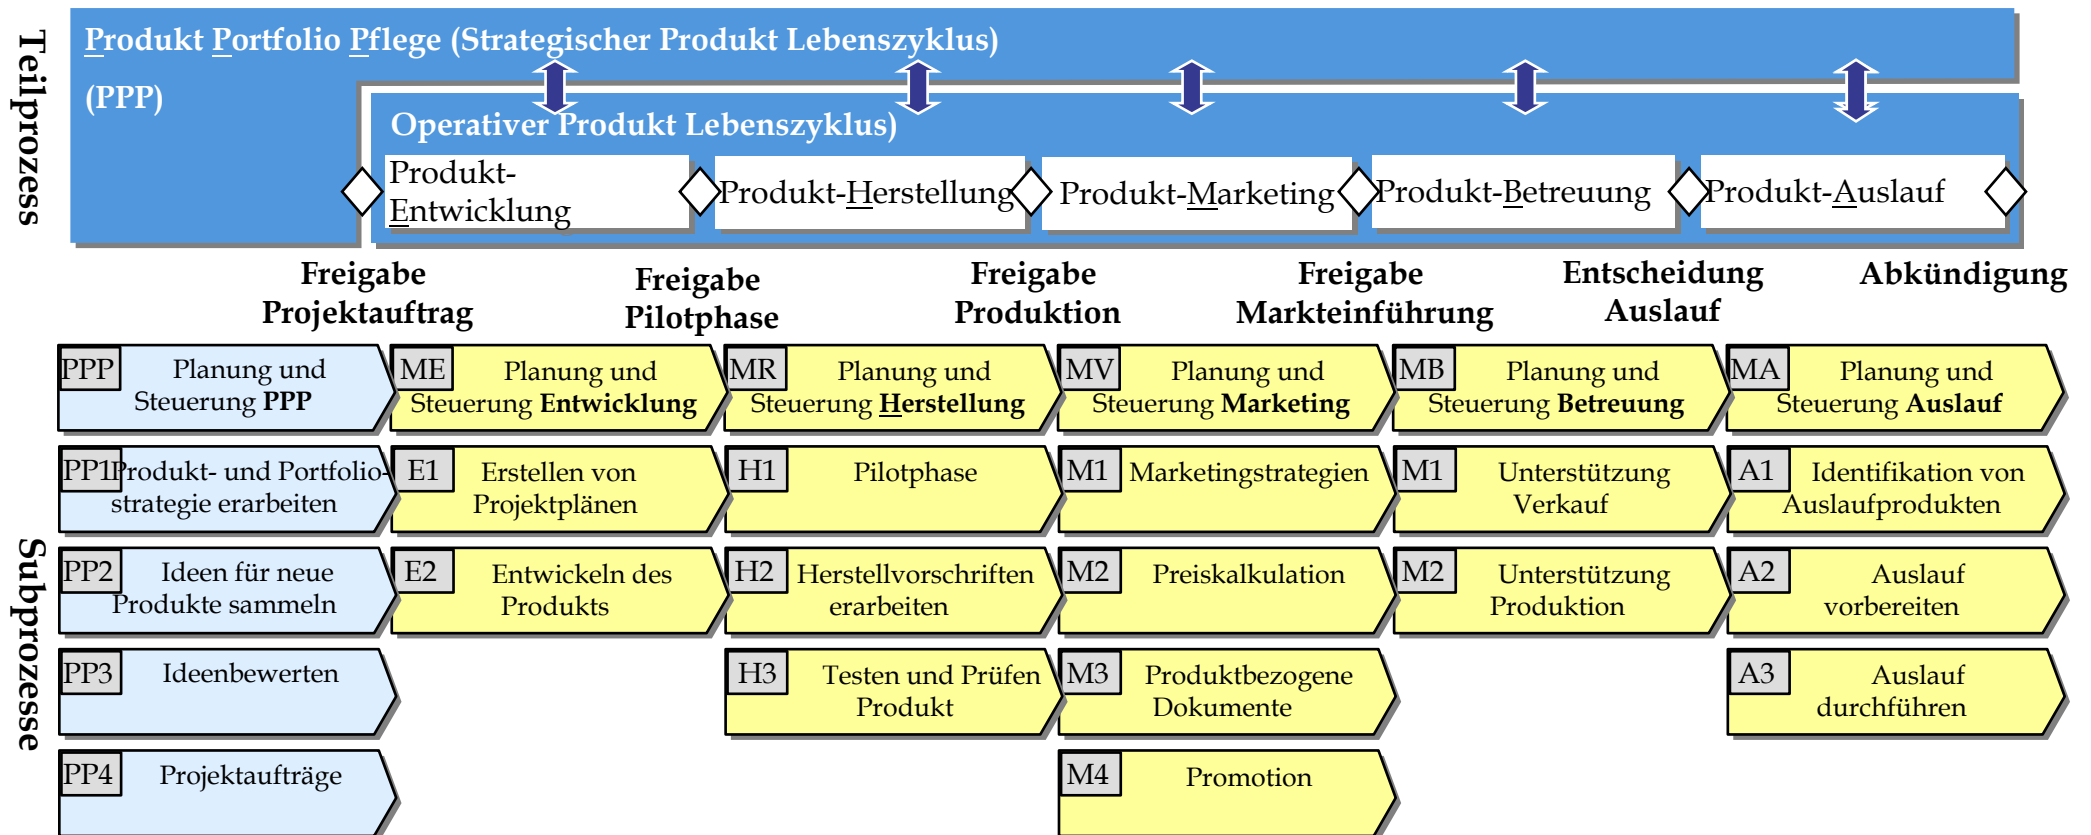 Teilprozess
Produkt Portfolio Pflege (Strategischer Produkt Lebenszyklus)
(PPP)
Operativer Produkt Lebenszyklus)
Produkt-
Entwicklung
Produkt-Herstellung
Produkt-Marketing
Produkt-Betreuung
Produkt-Auslauf
Freigabe
Projektauftrag
Freigabe
Pilotphase
Freigabe
Produktion
Freigabe
Markteinführung
Entscheidung
Auslauf
Abkündigung
Subprozessse
PPP
Planung und
Steuerung PPP
ME
Planung und
Steuerung Entwicklung
MR
Planung und
Steuerung Herstellung
MV
Planung und
Steuerung Marketing
MB
Planung und
Steuerung Betreuung
MA
Planung und
Steuerung Auslauf
PP1
Produkt- und Portfolio-
strategie erarbeiten
E1
Erstellen von
Projektplänen
H1
Pilotphase
M1
Marketingstrategien
M1
Unterstützung
Verkauf
A1
Identifikation von
Auslaufprodukten
PP2
Ideen für neue
Produkte sammeln
E2
Entwickeln des
Produkts
H2
Herstellvorschriften
erarbeiten
M2
Preiskalkulation
M2
Unterstützung
Produktion
A2
Auslauf
vorbereiten
PP3
Ideenbewerten
H3
Testen und Prüfen
Produkt
M3
Produktbezogene
Dokumente
A3
Auslauf
durchführen
PP4
Projektaufträge
M4
Promotion